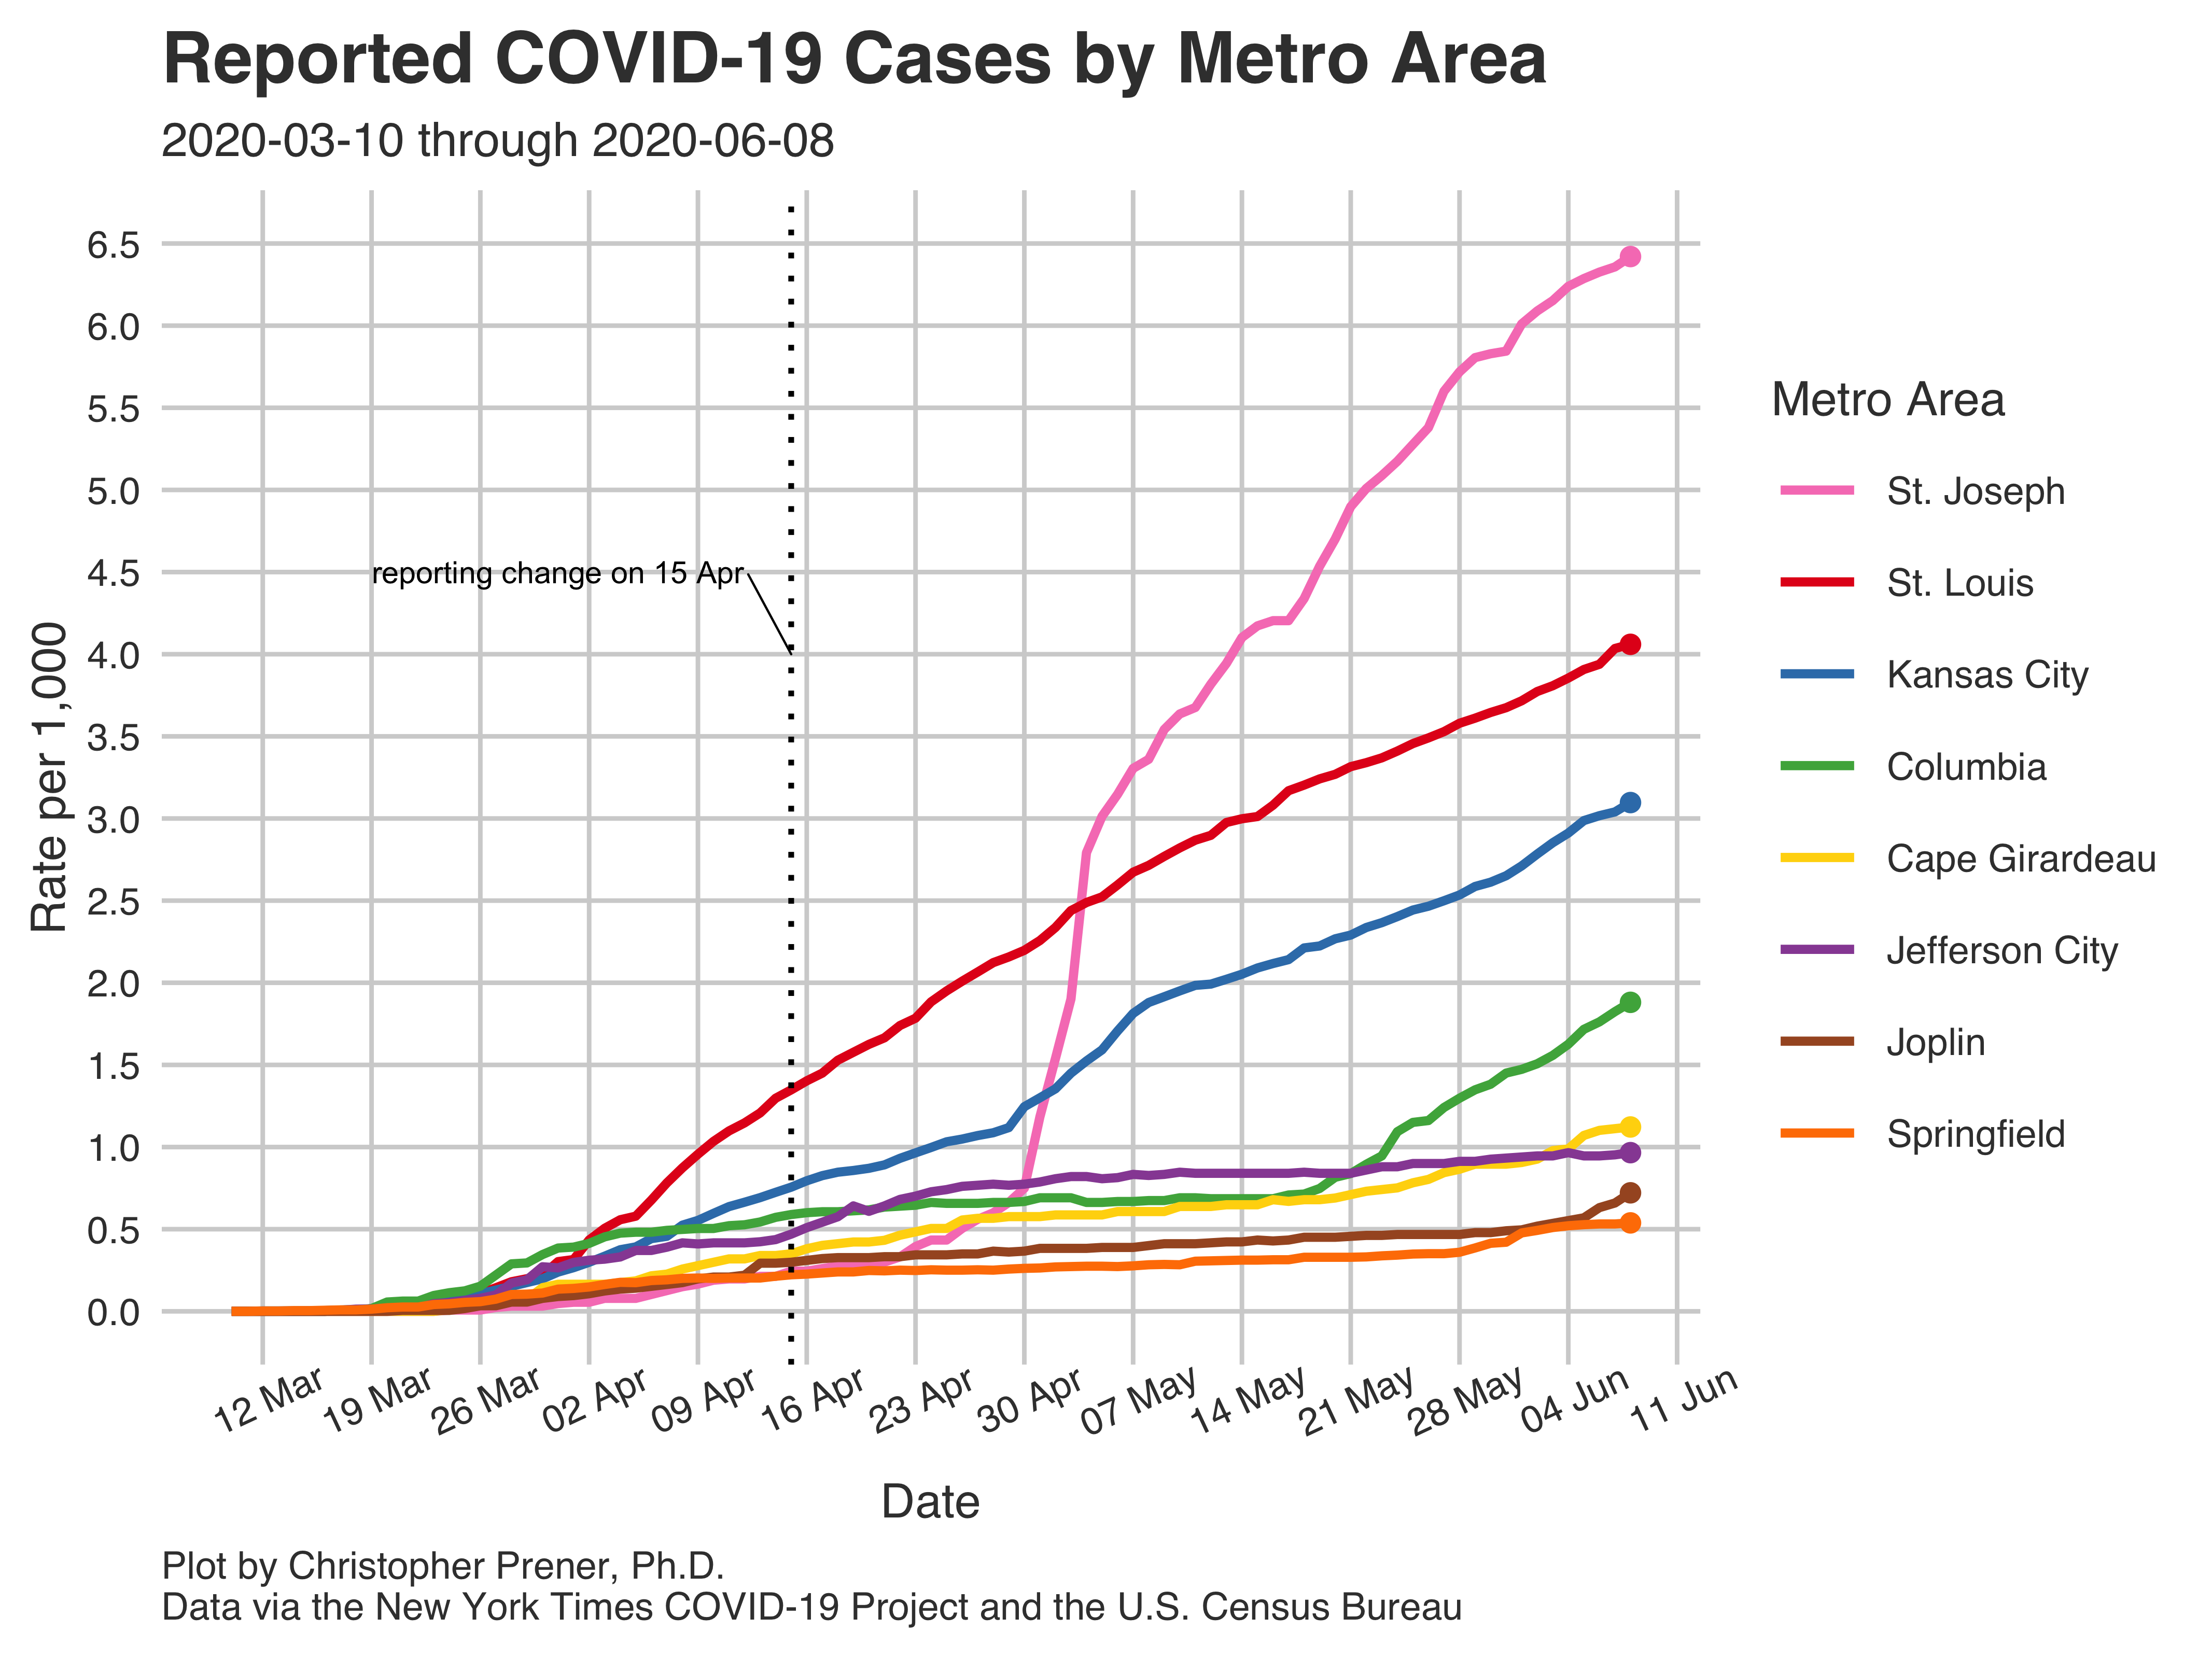 Reported COVID-19 Cases by Metro Area
2020-03-10 through 2020-06-08
Rate per 1,000
6.5
6.0
5.5
5.0
4.5
4.0
3.5
3.0
2.5
2.0
1.5
1.0
0.5
0.0
reporting change on 15 Apr
12 Mar
19 Mar
26 Mar
02 Apr
09 Apr
16 Apr
23 Apr
30 Apr
07 May
14 May
21 May
28 May
04 Jun
11 Jun
Date
Metro Area
St. Joseph
St. Louis
Kansas City
Columbia
Cape Girardeau
Jefferson City
Joplin
Springfield
Plot by Christopher Prener, Ph.D.
Data via the New York Times COVID-19 Project and the U.S. Census Bureau